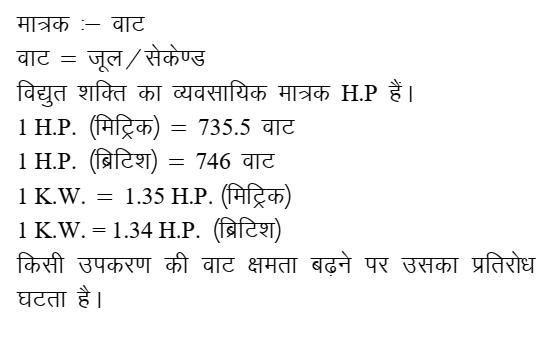 मात्रक :– वाट
वाट = जूल/सेकेण्ड
विद्युत शक्ति का व्यवसायिक मात्रक H.P हैं।
1 H.P. (मिट्रिक) = 735.5 वाट
1 H.P. (ब्रिटिश) = 746 वाट
1 K.W. = 1.35 H.P. (मिट्रिक)
1 K.W. = 1.34 H.P. (ब्रिटिश)
किसी उपकरण की वाट क्षमता बढ़ने पर उसका प्रतिरोध
घटता है।